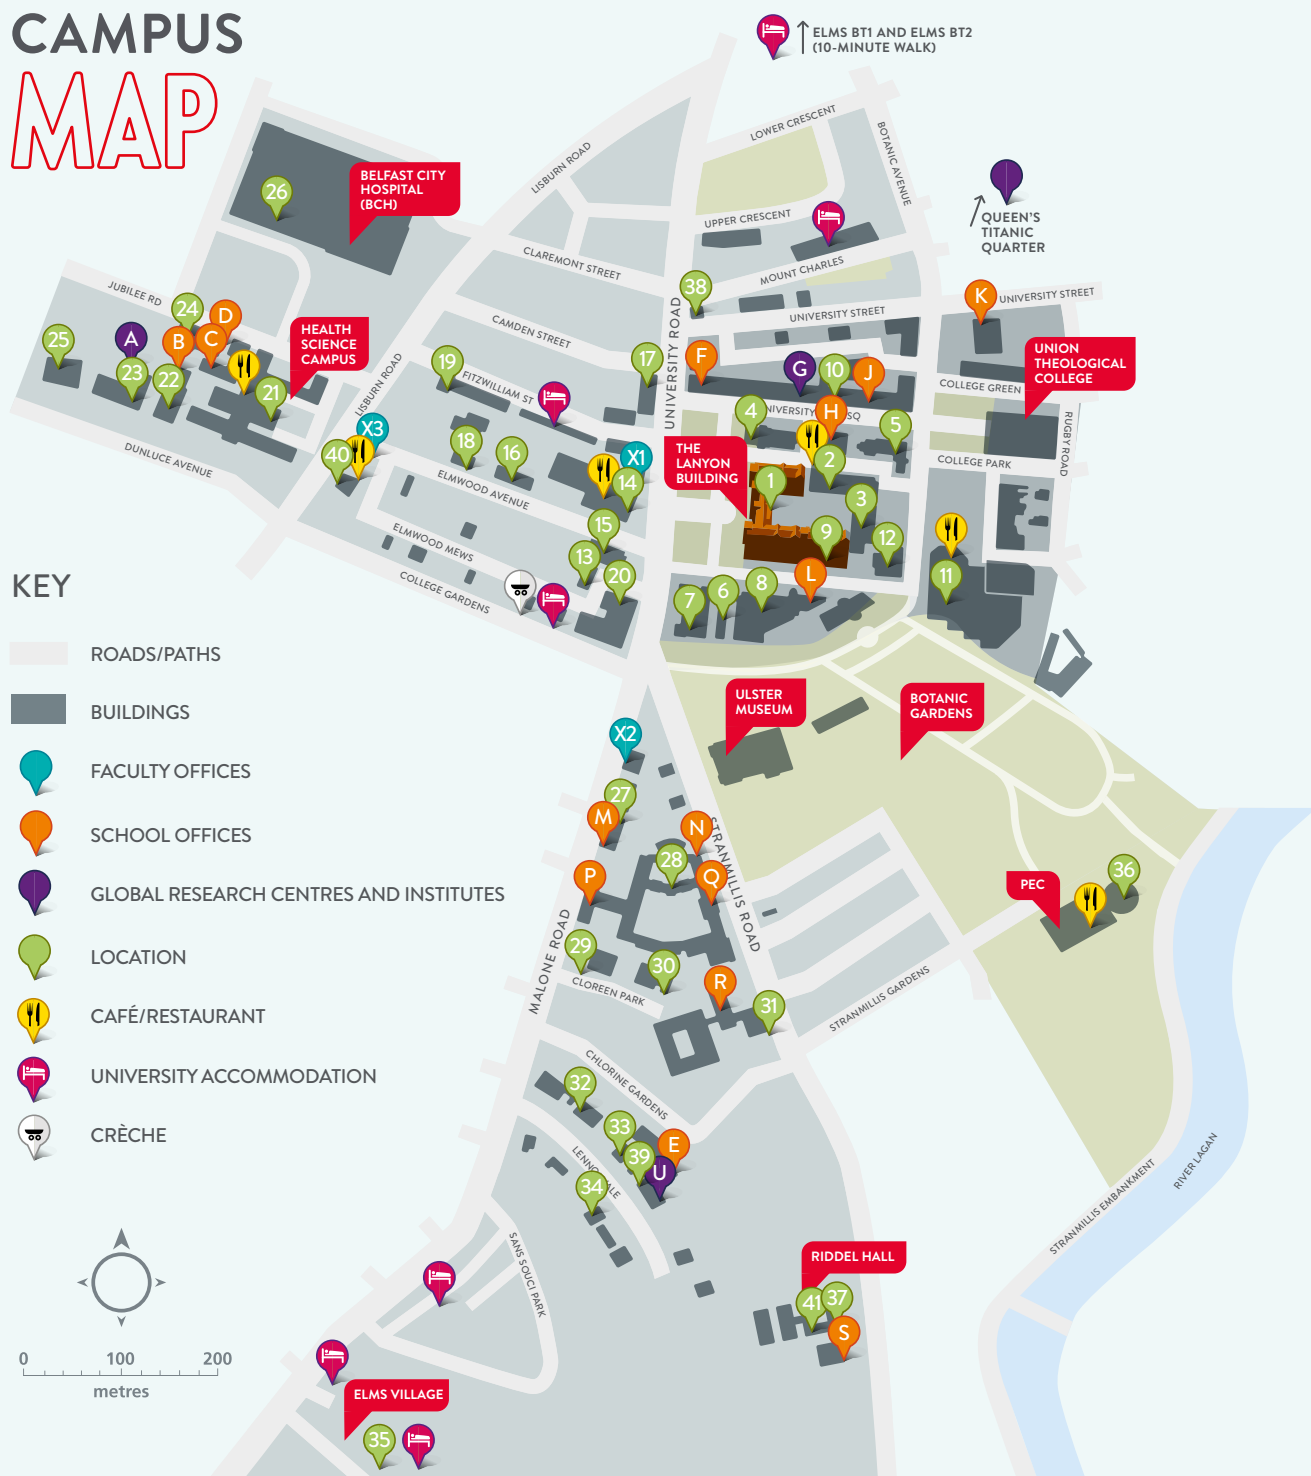 CAMPUS
MAP
ELMS BT1 AND ELMS BT2
(10-MINUTE WALK)
LOWER CRESCENT
BOTANIC AVENUE
LISBURN ROAD
BELFAST CITY
HOSPITAL
(BCH)
26
QUEEN'S
TITANIC
QUARTER
UPPER CRESCENT
CLAREMONT STREET
MOUNT CHARLES
JUBILEE RD
38
K
UNIVERSITY STREET
24
D
UNIVERSITY STREET
CAMDEN STREET
UNIVERSITY ROAD
25
A
B
C
HEALTH
SCIENCE
CAMPUS
UNION
THEOLOGICAL
COLLEGE
19
17
F
G
10
J
23
22
21
LISBURN ROAD
FITZWILLIAM ST
COLLEGE GREEN
4
UNIVERSITY SQ
H
5
RUGBY ROAD
X3
40
18
16
X1
14
THE
LANYON
BUILDING
2
COLLEGE PARK
DUNLUCE AVENUE
ELMWOOD AVENUE
1
3
15
9
12
ELMWOOD MEWS
13
20
COLLEGE GARDENS
7
6
8
L
11
KEY
ROADS/PATHS
BUILDINGS
FACULTY OFFICES
SCHOOL OFFICES
GLOBAL RESEARCH CENTRES AND INSTITUTES
LOCATION
CAFÉ/RESTAURANT
UNIVERSITY ACCOMMODATION
CRÈCHE
ULSTER
MUSEUM
BOTANIC
GARDENS
X2
27
M
N
28
P
Q
STRANMILLIS ROAD
PEC
36
MALONE ROAD
29
30
R
CLOREEN PARK
31
STRANMILLIS GARDENS
CHLORINE GARDENS
32
33
E
39
U
34
RIVER LAGAN
STRANMILLIS EMBANKMENT
SANS SOUCI PARK
RIDDEL HALL
41
37
S
0 100 200
metres
ELMS VILLAGE
35